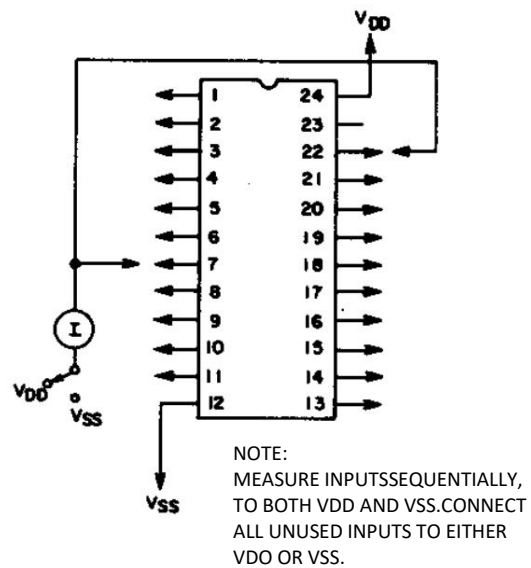 VDD
1 24
2 23
3 22
4 21
5 20
6 19
7 18
8 17
I
9 16
10 15
VDD
11 14
VSS
12 13
VSS
NOTE:
MEASURE INPUTSSEQUENTIALLY,
TO BOTH VDD AND VSS.CONNECT
ALL UNUSED INPUTS TO EITHER
VDO OR VSS.